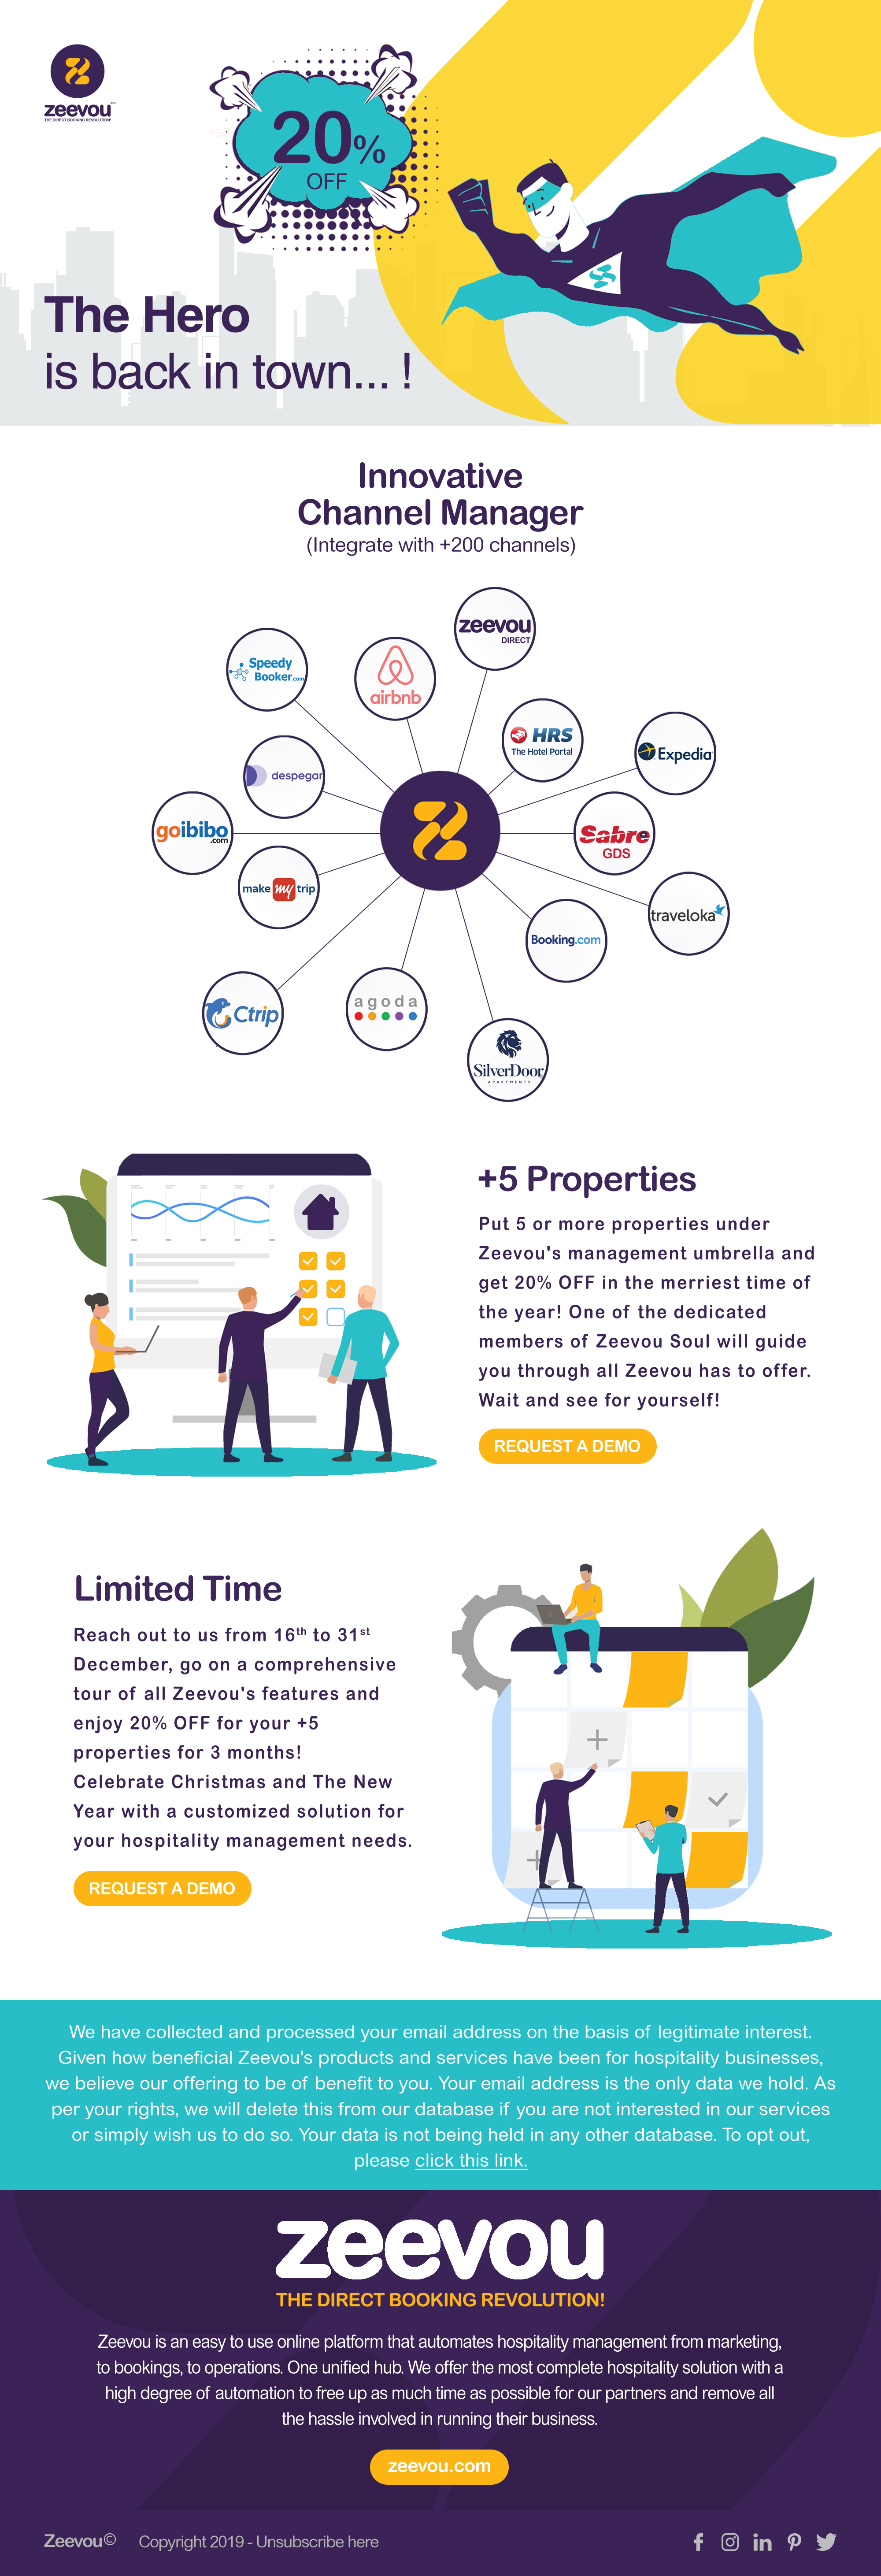 zeevou
THE DIRECT BOOKING REVOLUTION!
20%
OFF
The Hero
is back in town... !
Innovative
Channel Manager
(Integrate with +200 channels)
zeevou
DIRECT
Speedy
Booker.com
airbnb
HRS
The Hotel Portal
Expedia
despegar
goibibo
.com
Sabre
GDS
make my trip
traveloka
Booking.com
Ctrip
agoda
SilverDoor
APARTMENTS
+5 Properties
Put 5 or more properties under
Zeevou's management umbrella and
get 20% OFF in the merriest time of
the year! One of the dedicated
members of Zeevou Soul will guide
you through all Zeevou has to offer.
Wait and see for yourself!
REQUEST A DEMO
Limited Time
Reach out to us from 16th to 31st
December, go on a comprehensive
tour of all Zeevou's features and
enjoy 20% OFF for your +5
properties for 3 months!
Celebrate Christmas and The New
Year with a customized solution for
your hospitality management needs.
REQUEST A DEMO
We have collected and processed your email address on the basis of legitimate interest.
Given how beneficial Zeevou's products and services have been for hospitality businesses,
we believe our offering to be of benefit to you. Your email address is the only data we hold. As
per your rights, we will delete this from our database if you are not interested in our services
or simply wish us to do so. Your data is not being held in any other database. To opt out,
please click this link.
zeevou
THE DIRECT BOOKING REVOLUTION!
Zeevou is an easy to use online platform that automates hospitality management from marketing,
to bookings, to operations. One unified hub. We offer the most complete hospitality solution with a
high degree of automation to free up as much time as possible for our partners and remove all
the hassle involved in running their business.
zeevou.com
Zeevou© Copyright 2019 - Unsubscribe here